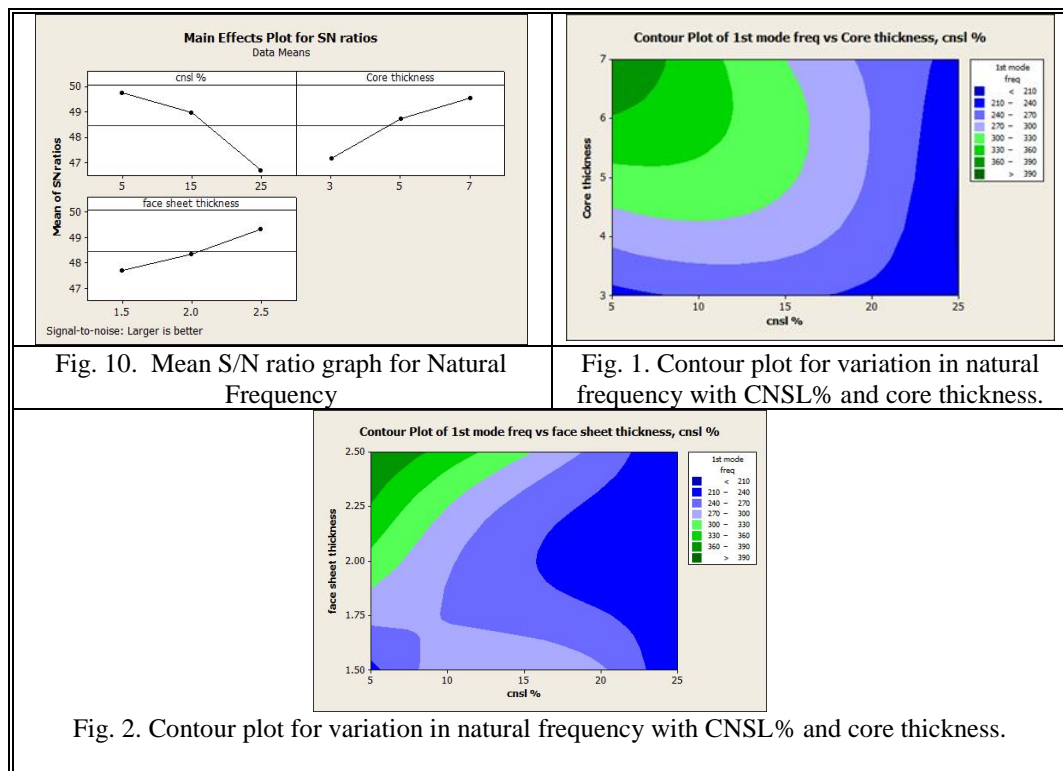 Main Effects Plot for SN ratios
Data Means
cnsl %
Core thickness
50
49
48
47
5 15 25
3 5 7
face sheet thickness
50
49
48
47
1.5 2.0 2.5
Mean of SN ratios
Signal-to-noise: Larger is better
Fig. 10. Mean S/N ratio graph for Natural
Frequency
Contour Plot of 1st mode freq vs Core thickness, cnsl %
7
6
5
4
3
Core thickness
5 10 15 20 25
cnsl %
1st mode
freq
< 210
210 – 240
240 – 270
270 – 300
300 – 330
330 – 360
360 – 390
> 390
Fig. 1. Contour plot for variation in natural
frequency with CNSL% and core thickness.
Contour Plot of 1st mode freq vs face sheet thickness, cnsl %
2.50
2.25
2.00
1.75
1.50
face sheet thickness
5 10 15 20 25
cnsl %
1st mode
freq
< 210
210 – 240
240 – 270
270 – 300
300 – 330
330 – 360
360 – 390
> 390
Fig. 2. Contour plot for variation in natural frequency with CNSL% and core thickness.